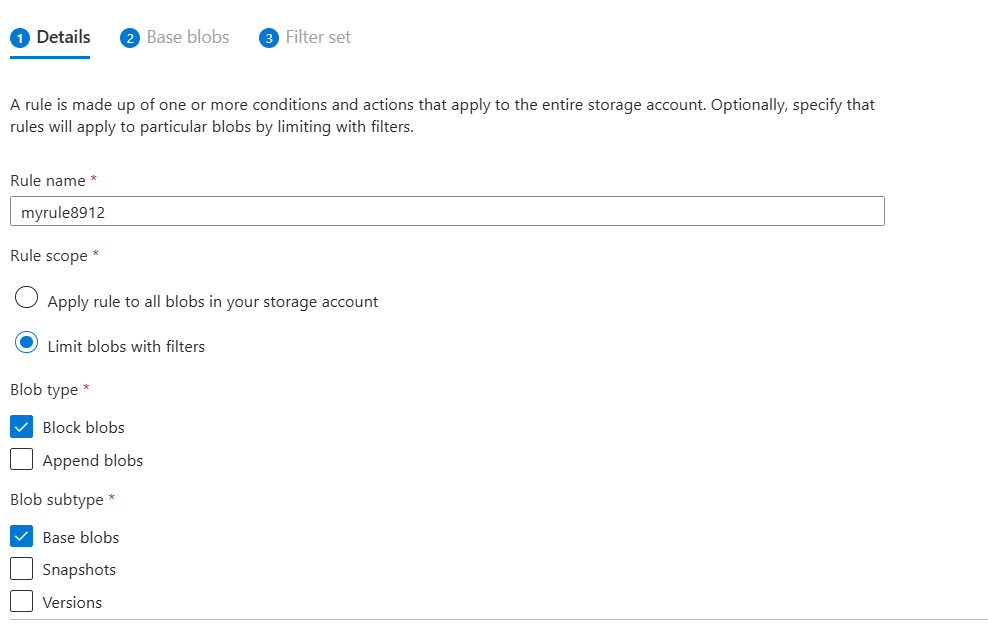 1 Details 2 Base blobs 3 Filter set
A rule is made up of one or more conditions and actions that apply to the entire storage account. Optionally, specify that
rules will apply to particular blobs by limiting with filters.
Rule name *
myrule8912
Rule scope *
Apply rule to all blobs in your storage account
Limit blobs with filters
Blob type *
Block blobs
Append blobs
Blob subtype *
Base blobs
Snapshots
Versions